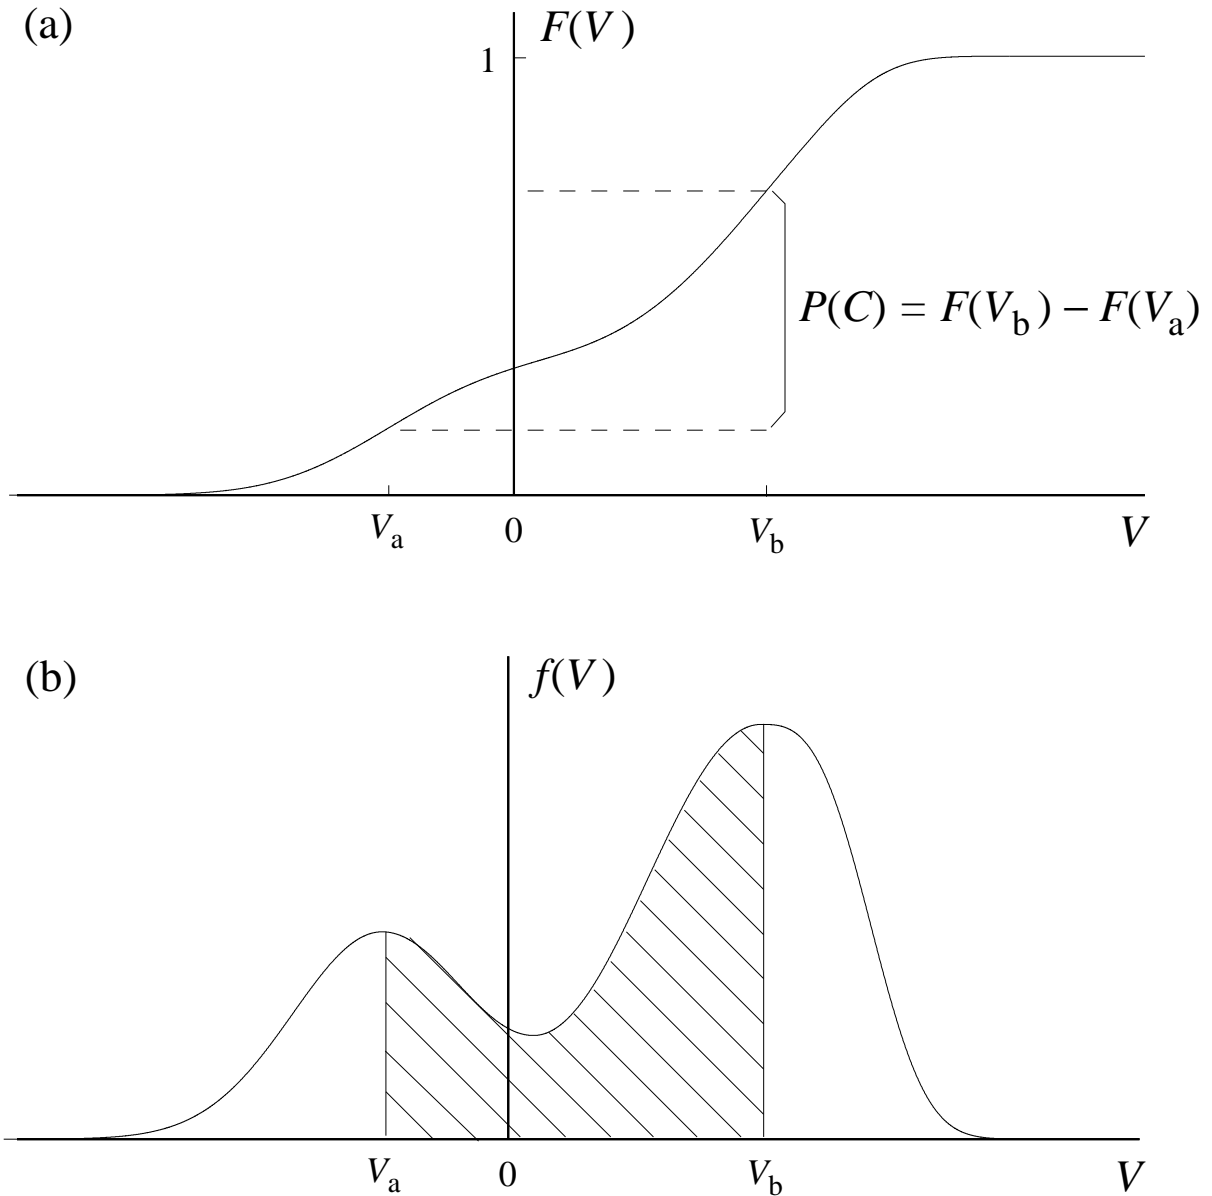 (a)
F(V)
1
P(C) = F(V_b) − F(V_a)
V_a 0 V_b V
(b)
f(V)
V_a 0 V_b V